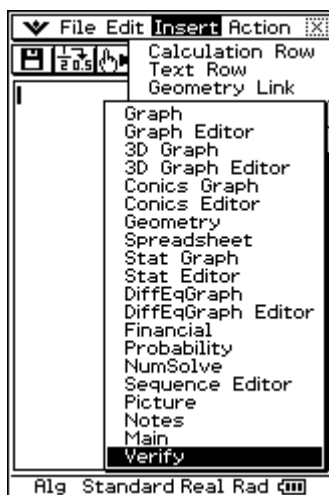 File Edit Insert Action
Calculation Row
Text Row
Geometry Link
Graph
Graph Editor
3D Graph
3D Graph Editor
Conics Graph
Conics Editor
Geometry
Spreadsheet
Stat Graph
Stat Editor
DiffEqGraph
DiffEqGraph Editor
Financial
Probability
NumSolve
Sequence Editor
Picture
Notes
Main
Verify
Alg Standard Real Rad